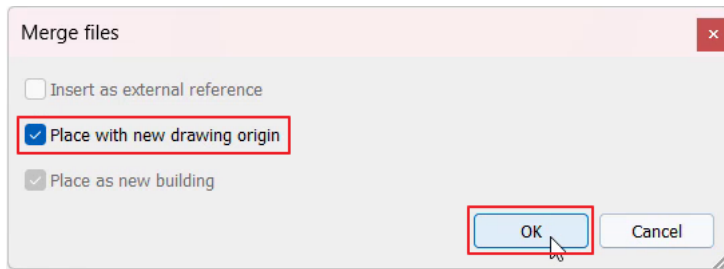 Merge files
Insert as external reference
Place with new drawing origin
Place as new building
OK
Cancel